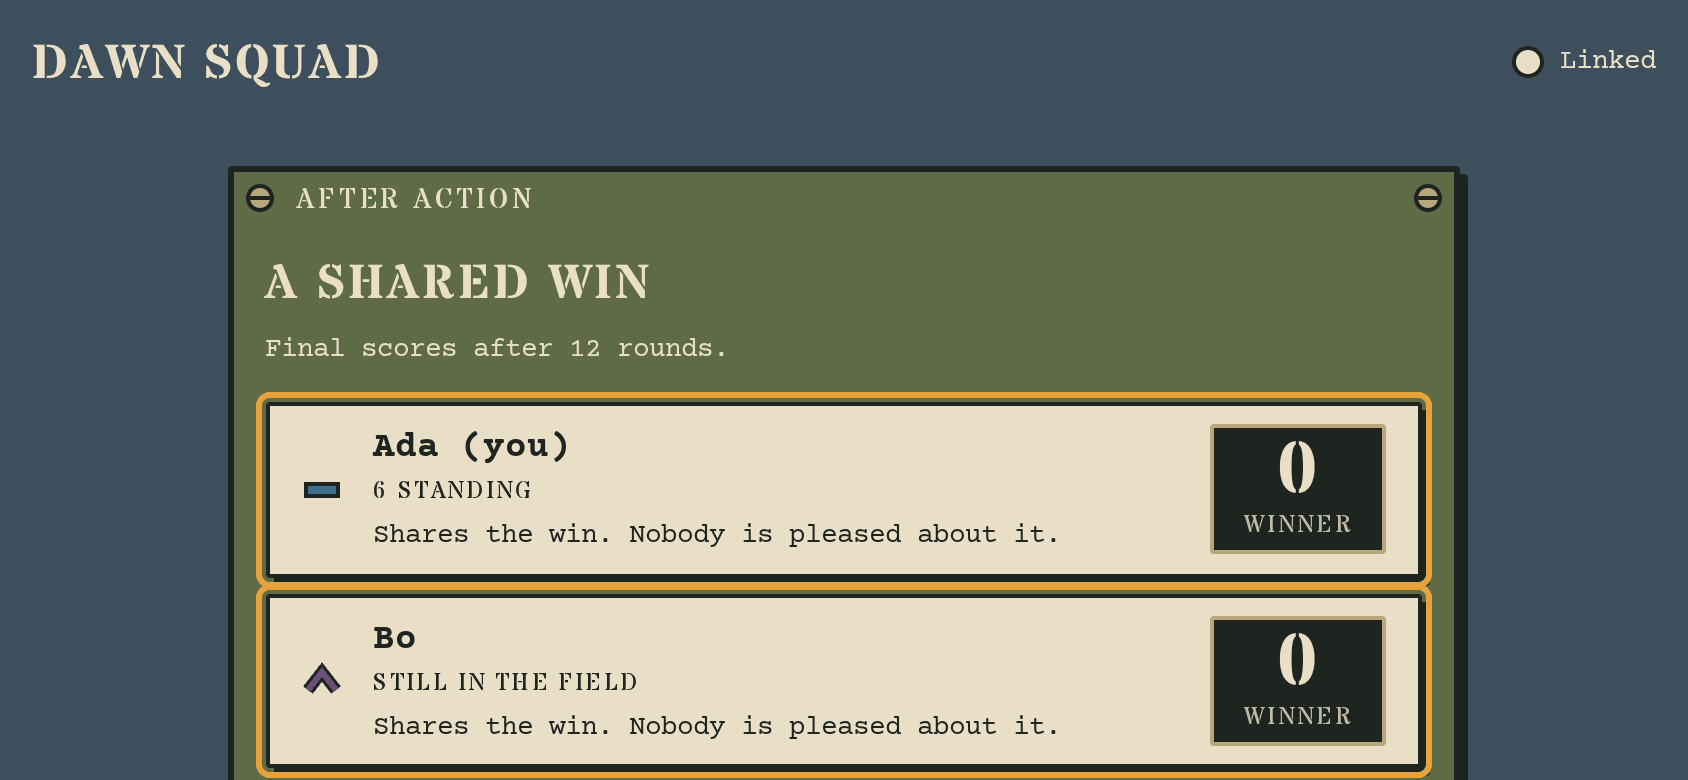 DAWN SQUAD
Linked
AFTER ACTION
A SHARED WIN
Final scores after 12 rounds.
Ada (you)
6 STANDING
Shares the win. Nobody is pleased about it.
0
WINNER
Bo
STILL IN THE FIELD
Shares the win. Nobody is pleased about it.
0
WINNER